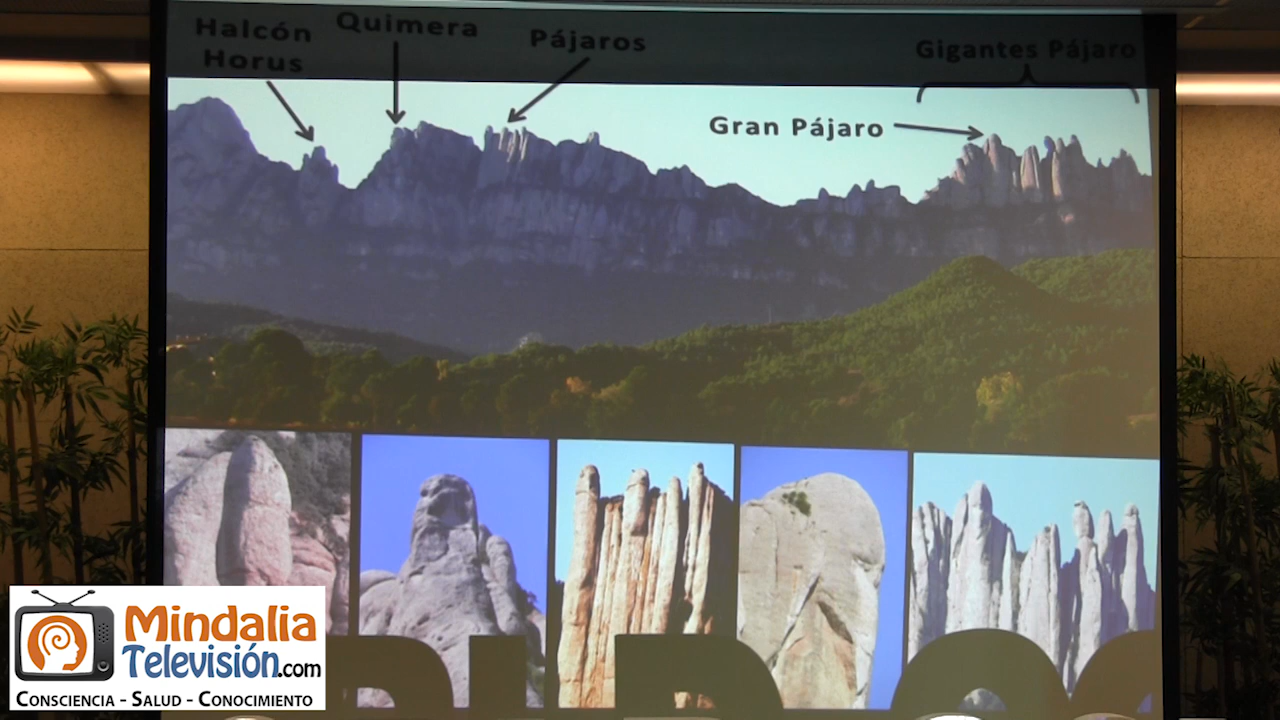 Halcón
Horus
Quimera
Pájaros
Gigantes Pájaro
Gran Pájaro
Mindalia
Televisión.com
CONSCIENCIA - SALUD - CONOCIMIENTO